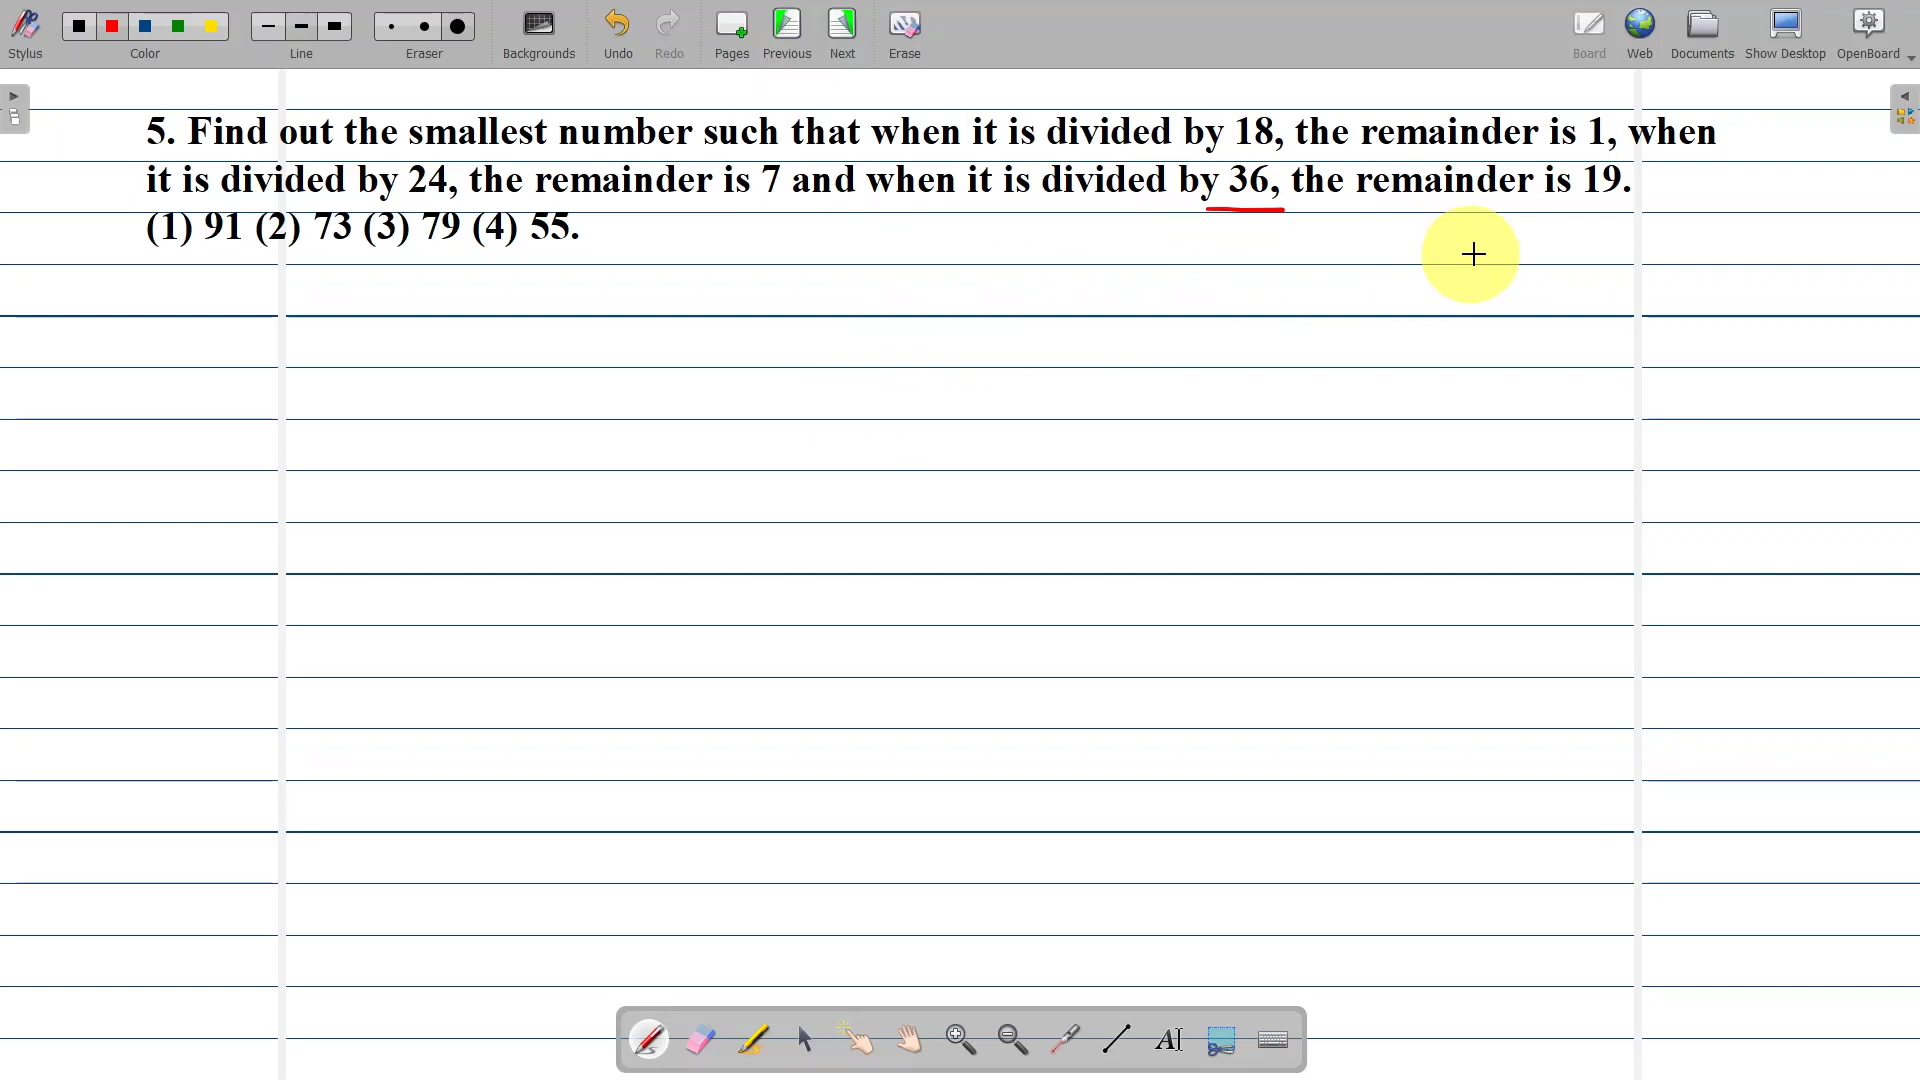 Stylus Color Line Eraser Backgrounds Undo Redo Pages Previous Next Erase Board Web Documents Show Desktop OpenBoard
5. Find out the smallest number such that when it is divided by 18, the remainder is 1, when
it is divided by 24, the remainder is 7 and when it is divided by 36, the remainder is 19.
(1) 91 (2) 73 (3) 79 (4) 55.